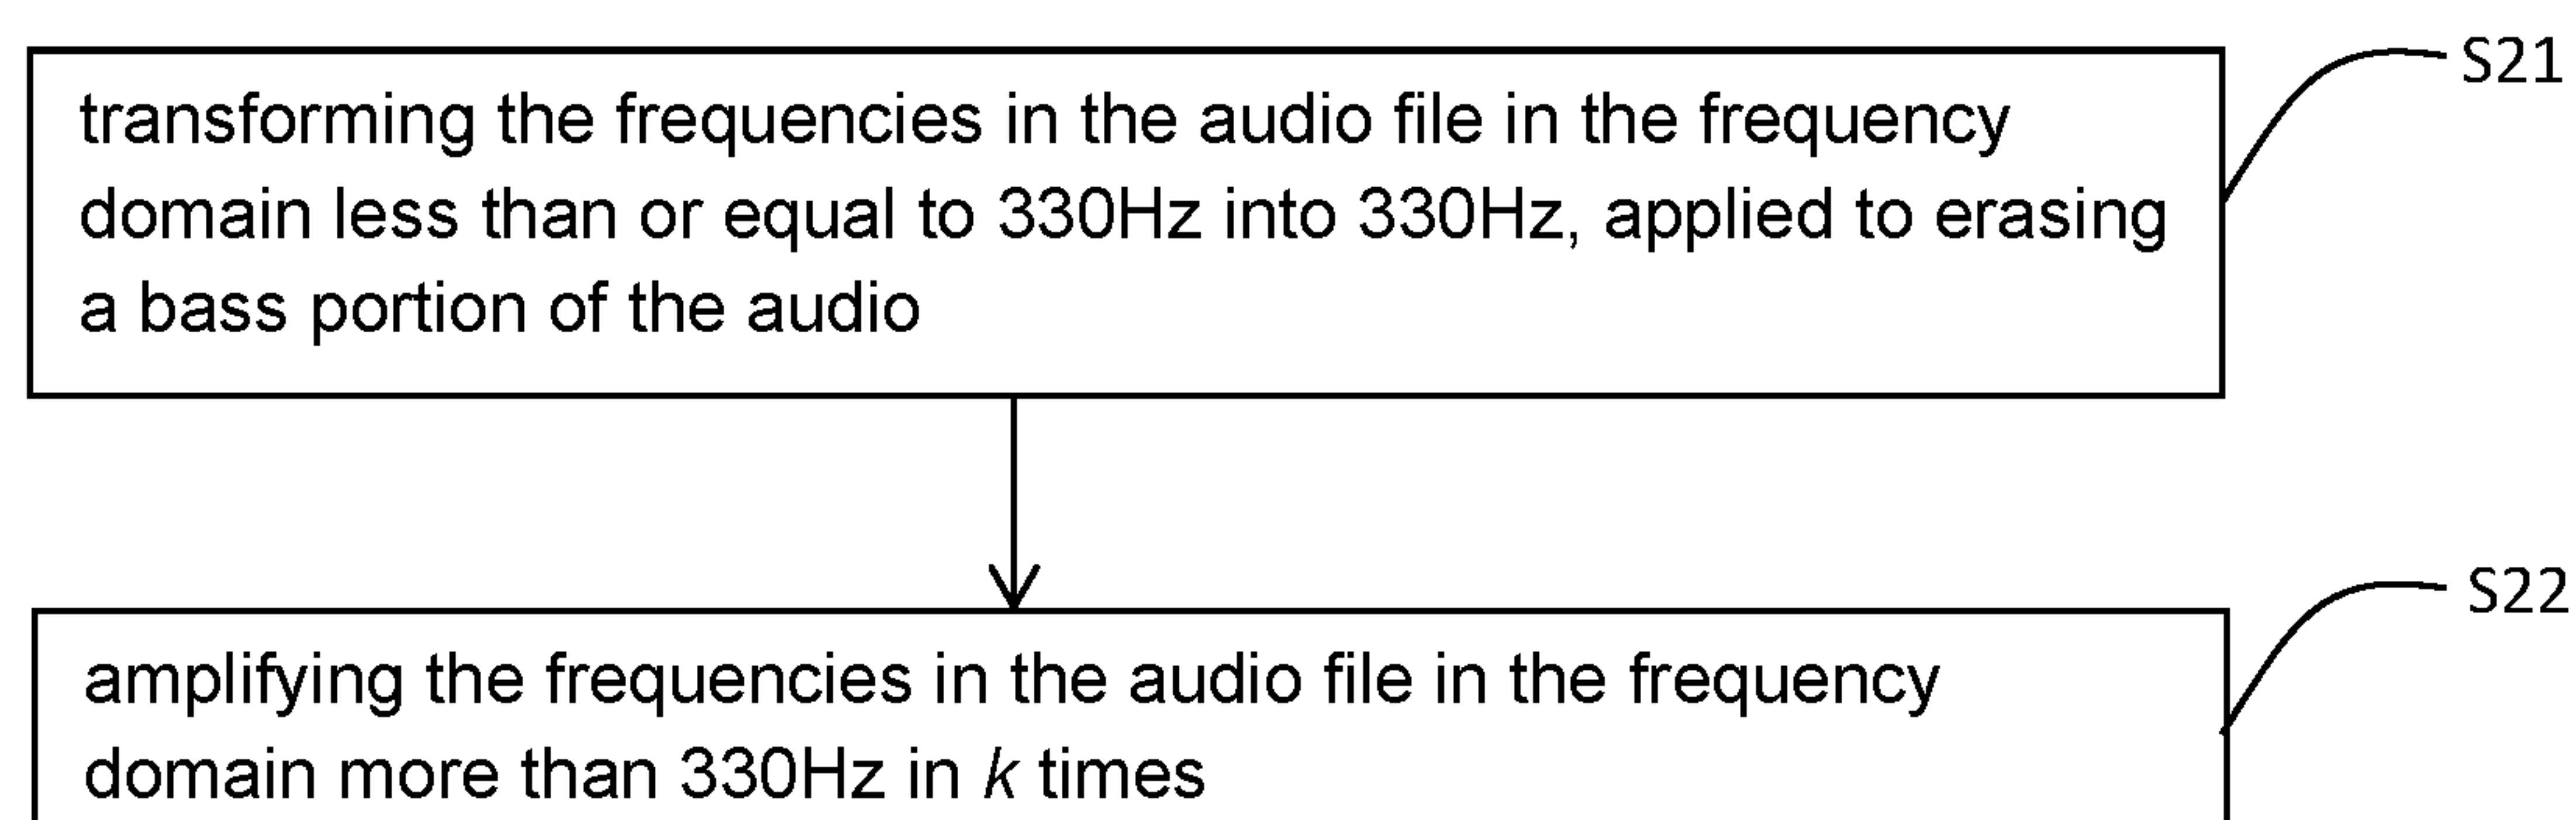 S21
transforming the frequencies in the audio file in the frequency
domain less than or equal to 330Hz into 330Hz, applied to erasing
a bass portion of the audio
S22
amplifying the frequencies in the audio file in the frequency
domain more than 330Hz in k times